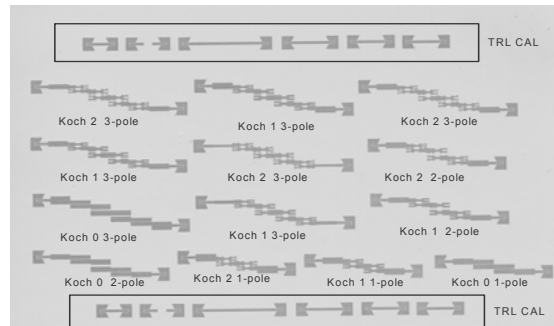 TRL CAL
Koch 2 3-pole
Koch 1 3-pole
Koch 2 3-pole
Koch 1 3-pole
Koch 2 3-pole
Koch 2 2-pole
Koch 0 3-pole
Koch 1 3-pole
Koch 1 2-pole
Koch 0 2-pole
Koch 2 1-pole
Koch 1 1-pole
Koch 0 1-pole
TRL CAL